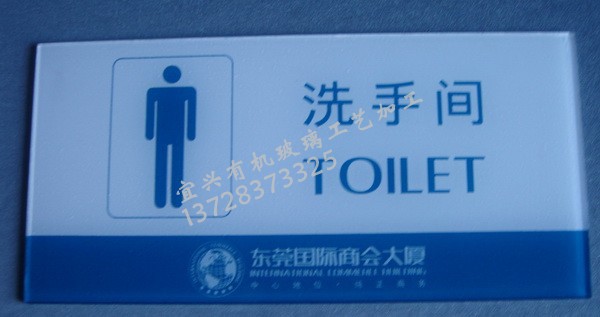 洗手间
TOILET
宜兴有机玻璃工艺加工
13728373325
东莞国际商会大厦
INTERNATIONAL COMMERCE BUILDING